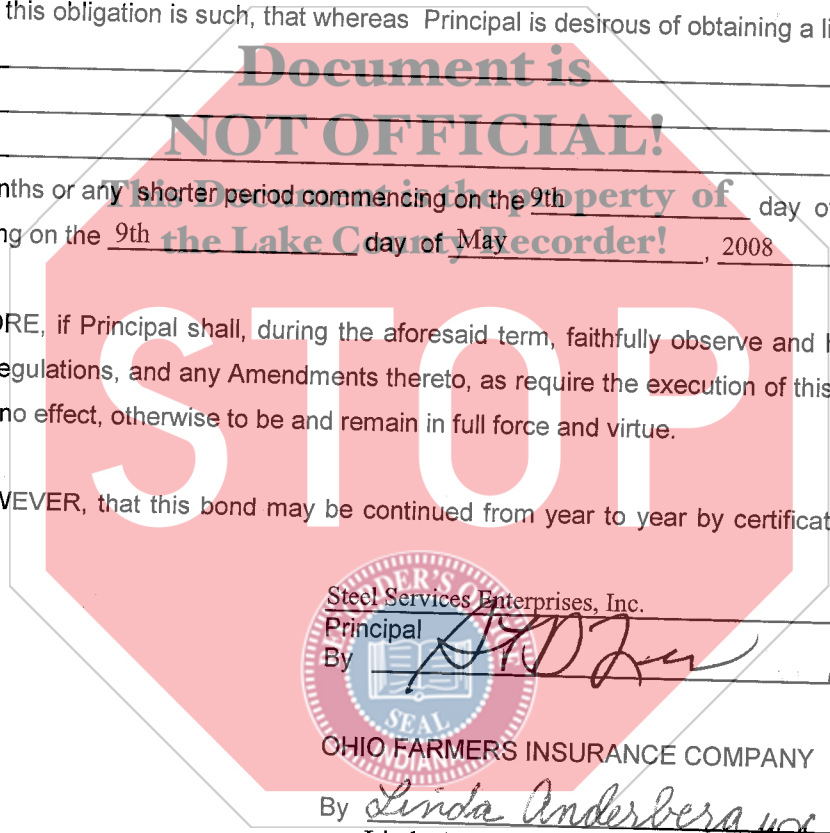 this obligation is such, that whereas Principal is desirous of obtaining a li
Document is
NOT OFFICIAL!
nths or any shorter period commencing on the 9th day of
This Document is the property of
ng on the 9th day of May, 2008
the Lake County Recorder!
ORE, if Principal shall, during the aforesaid term, faithfully observe and h
egulations, and any Amendments thereto, as require the execution of this
no effect, otherwise to be and remain in full force and virtue.
STOP
WEVER, that this bond may be continued from year to year by certificat
Steel Services Enterprises, Inc.
Principal
By
SEAL
INDIANA
OHIO FARMERS INSURANCE COMPANY
By Linda Anderberg